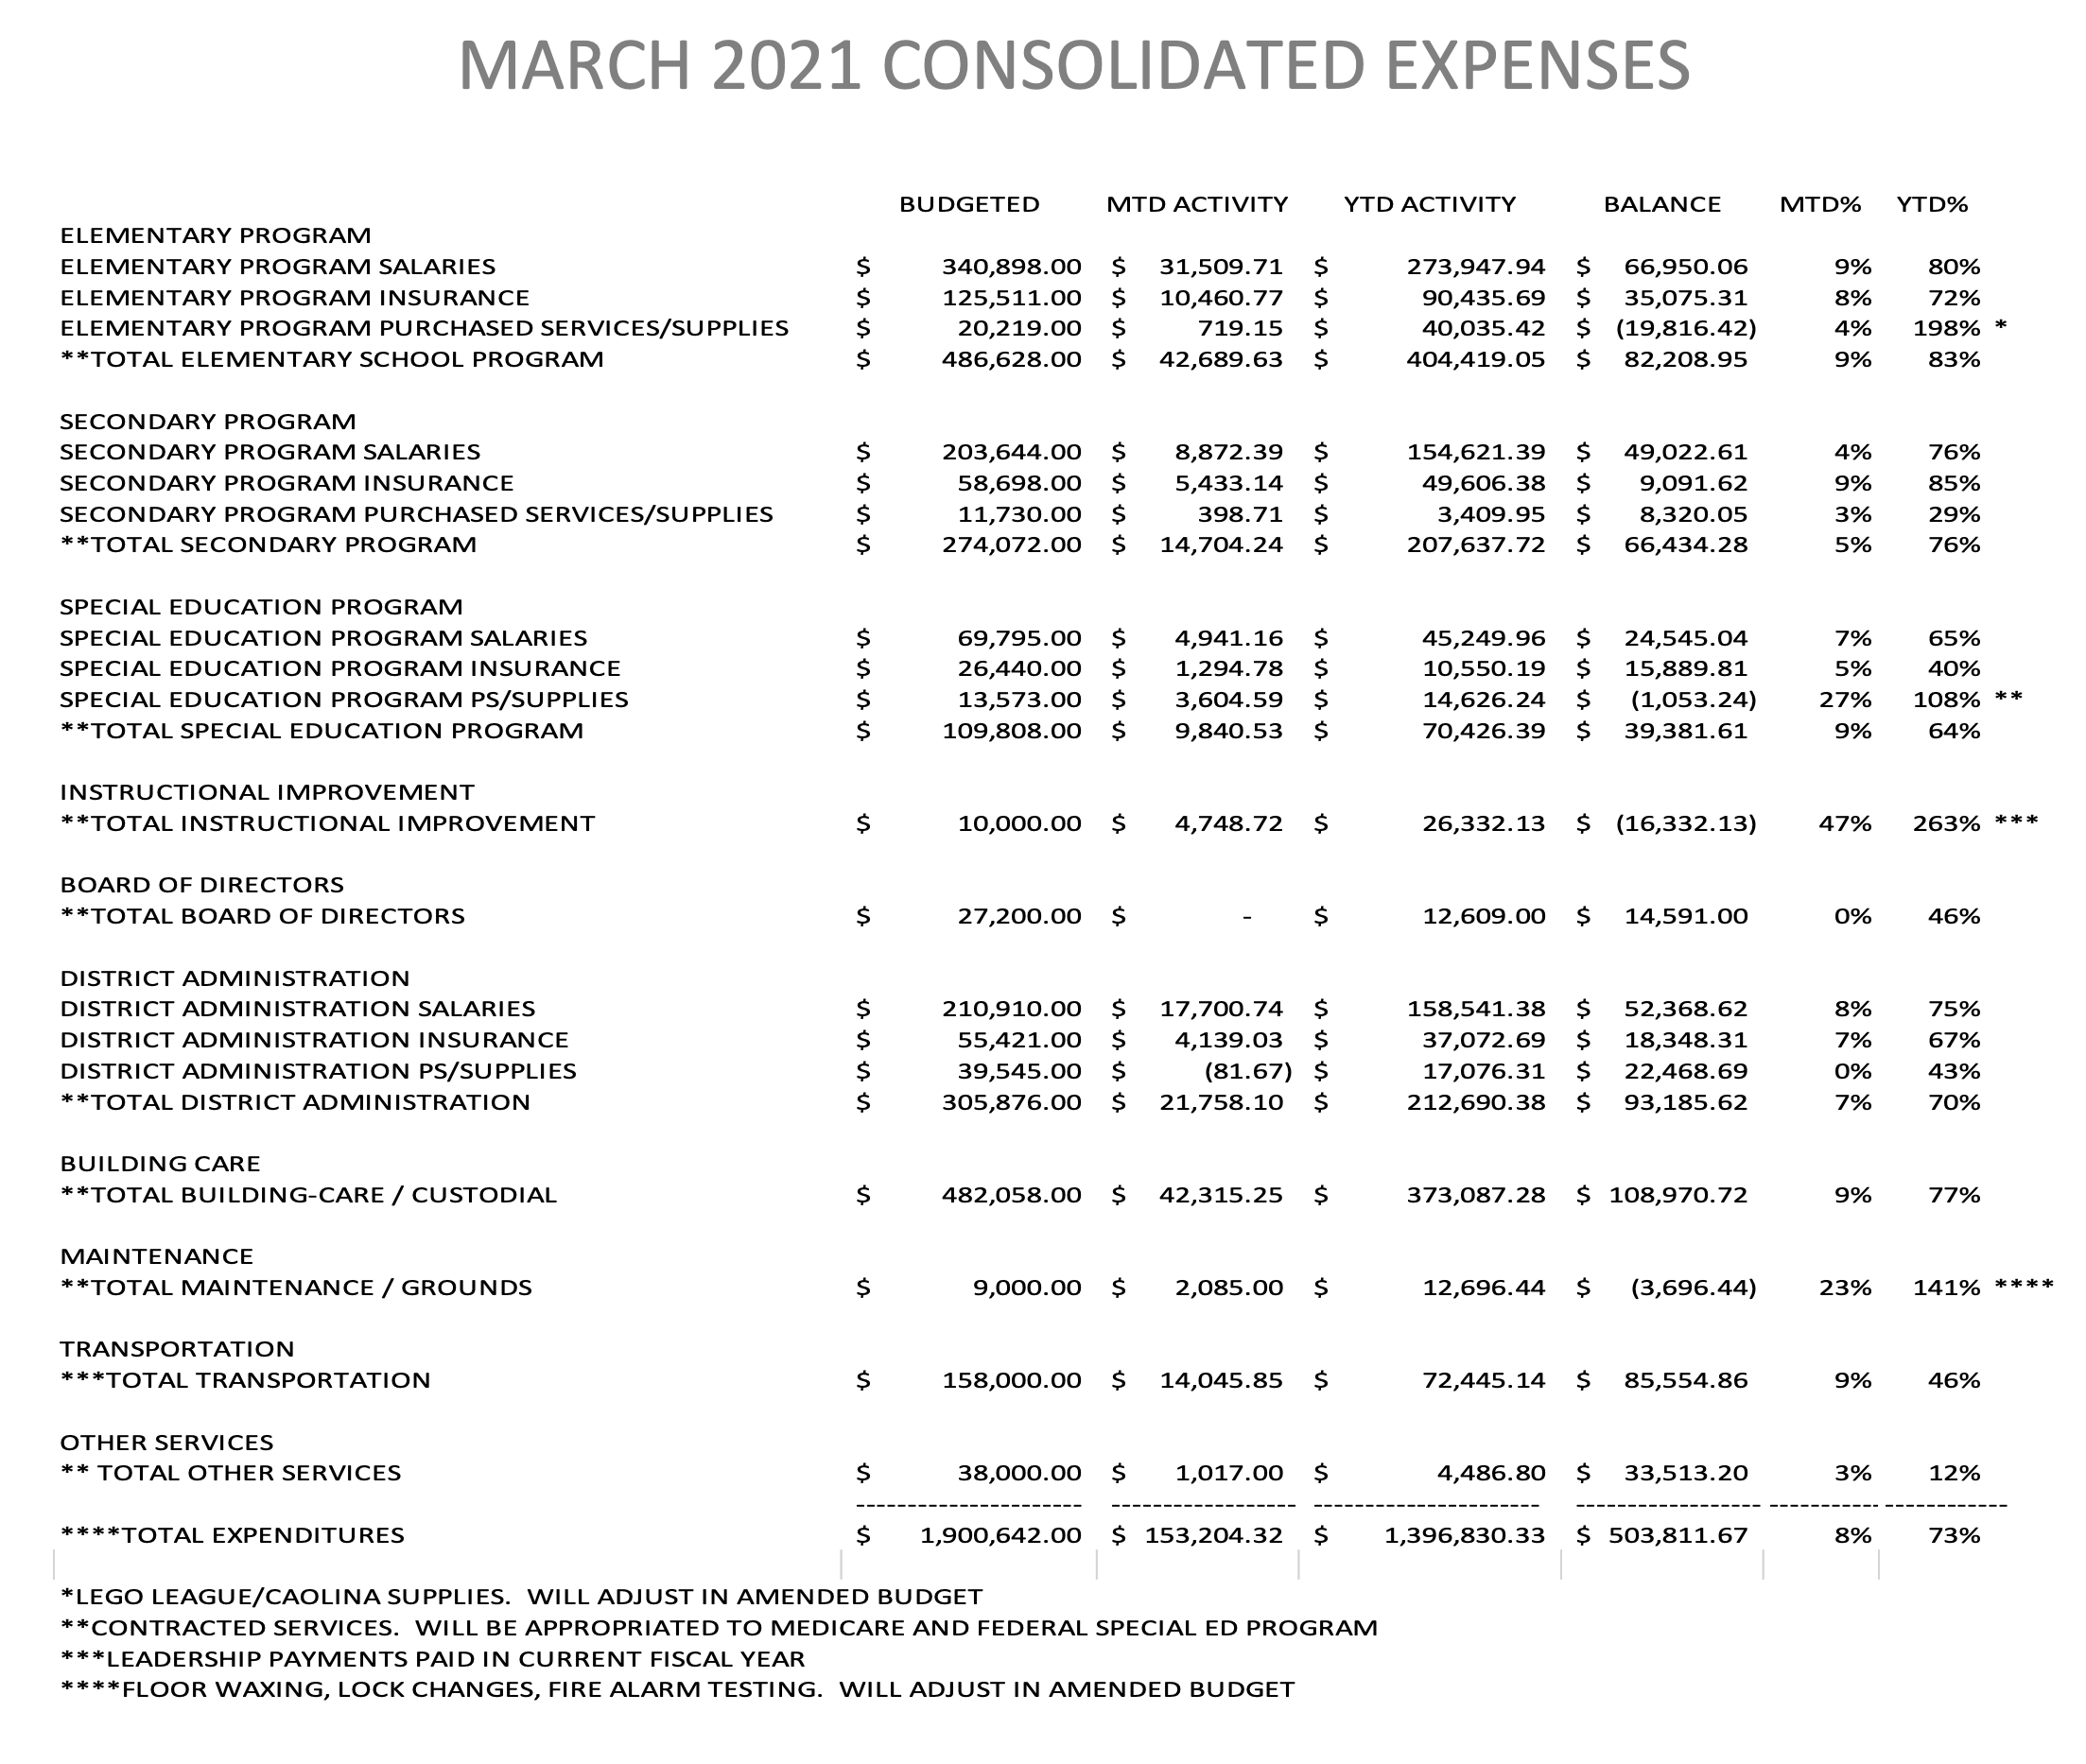 MARCH 2021 CONSOLIDATED EXPENSES
BUDGETED MTD ACTIVITY YTD ACTIVITY BALANCE MTD% YTD%
ELEMENTARY PROGRAM
ELEMENTARY PROGRAM SALARIES $ 340,898.00 $ 31,509.71 $ 273,947.94 $ 66,950.06 9% 80%
ELEMENTARY PROGRAM INSURANCE $ 125,511.00 $ 10,460.77 $ 90,435.69 $ 35,075.31 8% 72%
ELEMENTARY PROGRAM PURCHASED SERVICES/SUPPLIES $ 20,219.00 $ 719.15 $ 40,035.42 $ (19,816.42) 4% 198% *
**TOTAL ELEMENTARY SCHOOL PROGRAM $ 486,628.00 $ 42,689.63 $ 404,419.05 $ 82,208.95 9% 83%
SECONDARY PROGRAM
SECONDARY PROGRAM SALARIES $ 203,644.00 $ 8,872.39 $ 154,621.39 $ 49,022.61 4% 76%
SECONDARY PROGRAM INSURANCE $ 58,698.00 $ 5,433.14 $ 49,606.38 $ 9,091.62 9% 85%
SECONDARY PROGRAM PURCHASED SERVICES/SUPPLIES $ 11,730.00 $ 398.71 $ 3,409.95 $ 8,320.05 3% 29%
**TOTAL SECONDARY PROGRAM $ 274,072.00 $ 14,704.24 $ 207,637.72 $ 66,434.28 5% 76%
SPECIAL EDUCATION PROGRAM
SPECIAL EDUCATION PROGRAM SALARIES $ 69,795.00 $ 4,941.16 $ 45,249.96 $ 24,545.04 7% 65%
SPECIAL EDUCATION PROGRAM INSURANCE $ 26,440.00 $ 1,294.78 $ 10,550.19 $ 15,889.81 5% 40%
SPECIAL EDUCATION PROGRAM PS/SUPPLIES $ 13,573.00 $ 3,604.59 $ 14,626.24 $ (1,053.24) 27% 108% **
**TOTAL SPECIAL EDUCATION PROGRAM $ 109,808.00 $ 9,840.53 $ 70,426.39 $ 39,381.61 9% 64%
INSTRUCTIONAL IMPROVEMENT
**TOTAL INSTRUCTIONAL IMPROVEMENT $ 10,000.00 $ 4,748.72 $ 26,332.13 $ (16,332.13) 47% 263% ***
BOARD OF DIRECTORS
**TOTAL BOARD OF DIRECTORS $ 27,200.00 $ - $ 12,609.00 $ 14,591.00 0% 46%
DISTRICT ADMINISTRATION
DISTRICT ADMINISTRATION SALARIES $ 210,910.00 $ 17,700.74 $ 158,541.38 $ 52,368.62 8% 75%
DISTRICT ADMINISTRATION INSURANCE $ 55,421.00 $ 4,139.03 $ 37,072.69 $ 18,348.31 7% 67%
DISTRICT ADMINISTRATION PS/SUPPLIES $ 39,545.00 $ (81.67) $ 17,076.31 $ 22,468.69 0% 43%
**TOTAL DISTRICT ADMINISTRATION $ 305,876.00 $ 21,758.10 $ 212,690.38 $ 93,185.62 7% 70%
BUILDING CARE
**TOTAL BUILDING-CARE / CUSTODIAL $ 482,058.00 $ 42,315.25 $ 373,087.28 $ 108,970.72 9% 77%
MAINTENANCE
**TOTAL MAINTENANCE / GROUNDS $ 9,000.00 $ 2,085.00 $ 12,696.44 $ (3,696.44) 23% 141% ****
TRANSPORTATION
***TOTAL TRANSPORTATION $ 158,000.00 $ 14,045.85 $ 72,445.14 $ 85,554.86 9% 46%
OTHER SERVICES
** TOTAL OTHER SERVICES $ 38,000.00 $ 1,017.00 $ 4,486.80 $ 33,513.20 3% 12%
---------------------- ------------------ ---------------------- ------------------ ----------- ------------
****TOTAL EXPENDITURES $ 1,900,642.00 $ 153,204.32 $ 1,396,830.33 $ 503,811.67 8% 73%
*LEGO LEAGUE/CAOLINA SUPPLIES. WILL ADJUST IN AMENDED BUDGET
**CONTRACTED SERVICES. WILL BE APPROPRIATED TO MEDICARE AND FEDERAL SPECIAL ED PROGRAM
***LEADERSHIP PAYMENTS PAID IN CURRENT FISCAL YEAR
****FLOOR WAXING, LOCK CHANGES, FIRE ALARM TESTING. WILL ADJUST IN AMENDED BUDGET